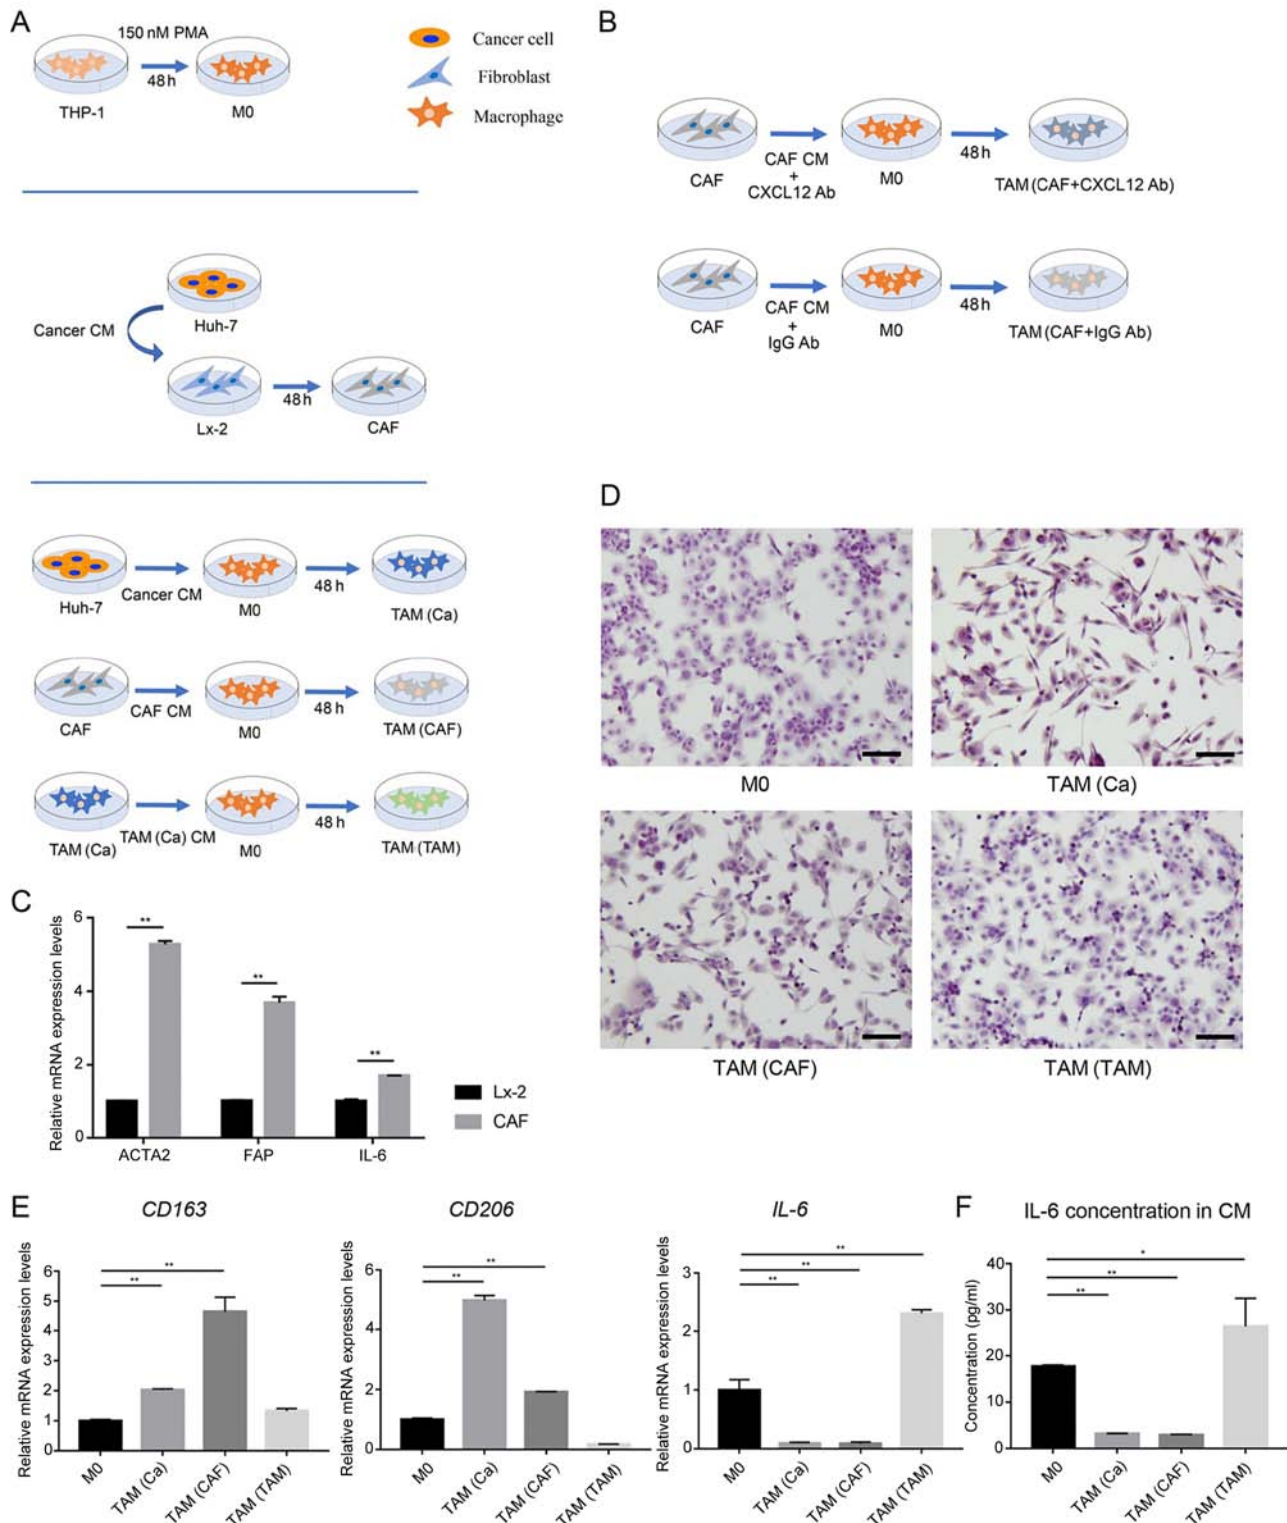 A
150 nM PMA
48 h
THP-1
M0
Cancer cell
Fibroblast
Macrophage
Cancer CM
Huh-7
Lx-2
48 h
CAF
Huh-7
Cancer CM
M0
48 h
TAM (Ca)
CAF
CAF CM
M0
48 h
TAM (CAF)
TAM (Ca)
TAM (Ca) CM
M0
48 h
TAM (TAM)
B
CAF
CAF CM
+
CXCL12 Ab
M0
48 h
TAM (CAF+CXCL12 Ab)
CAF
CAF CM
+
IgG Ab
M0
48 h
TAM (CAF+IgG Ab)
C
Relative mRNA expression levels
6
4
2
0
**
**
**
ACTA2
FAP
IL-6
Lx-2
CAF
D
M0
TAM (Ca)
TAM (CAF)
TAM (TAM)
E
CD163
Relative mRNA expression levels
6
5
4
3
2
1
0
**
**
M0
TAM (Ca)
TAM (CAF)
TAM (TAM)
CD206
Relative mRNA expression levels
6
4
2
0
**
**
M0
TAM (Ca)
TAM (CAF)
TAM (TAM)
IL-6
Relative mRNA expression levels
3
2
1
0
**
**
**
M0
TAM (Ca)
TAM (CAF)
TAM (TAM)
F
IL-6 concentration in CM
Concentration (pg/ml)
40
30
20
10
0
*
**
**
M0
TAM (Ca)
TAM (CAF)
TAM (TAM)